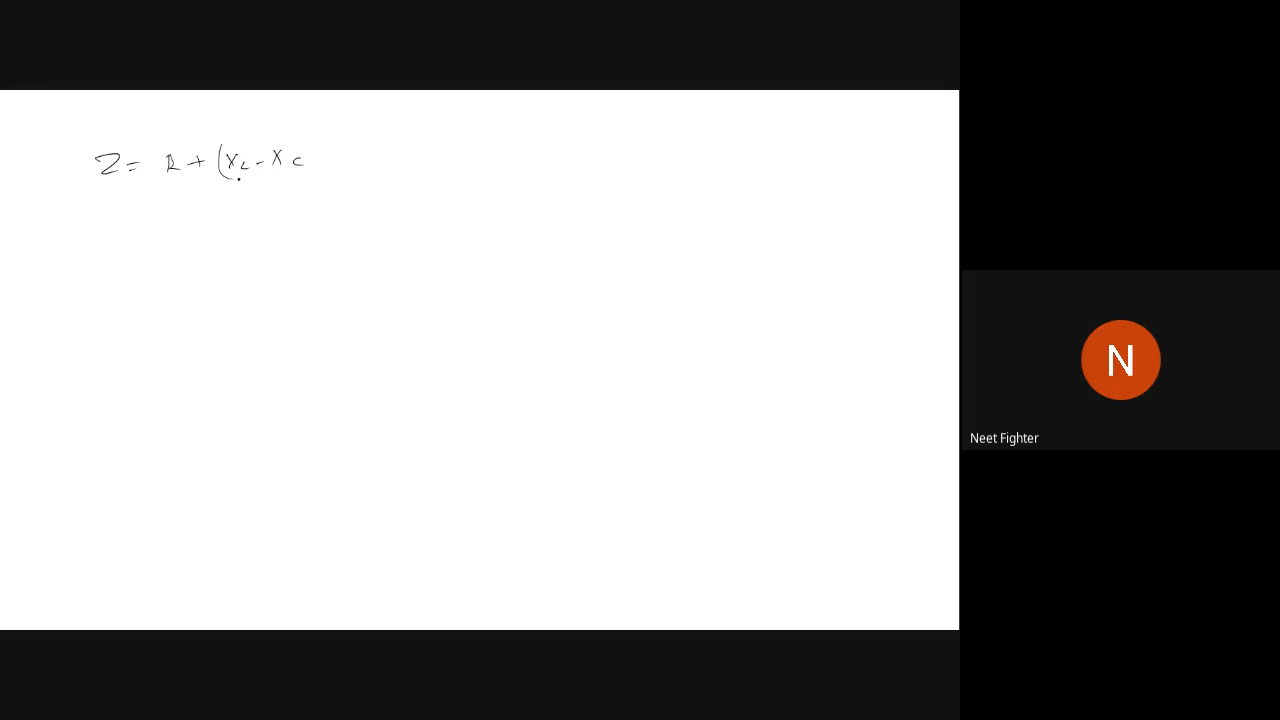 Z = R + (XL - XC
N
Neet Fighter